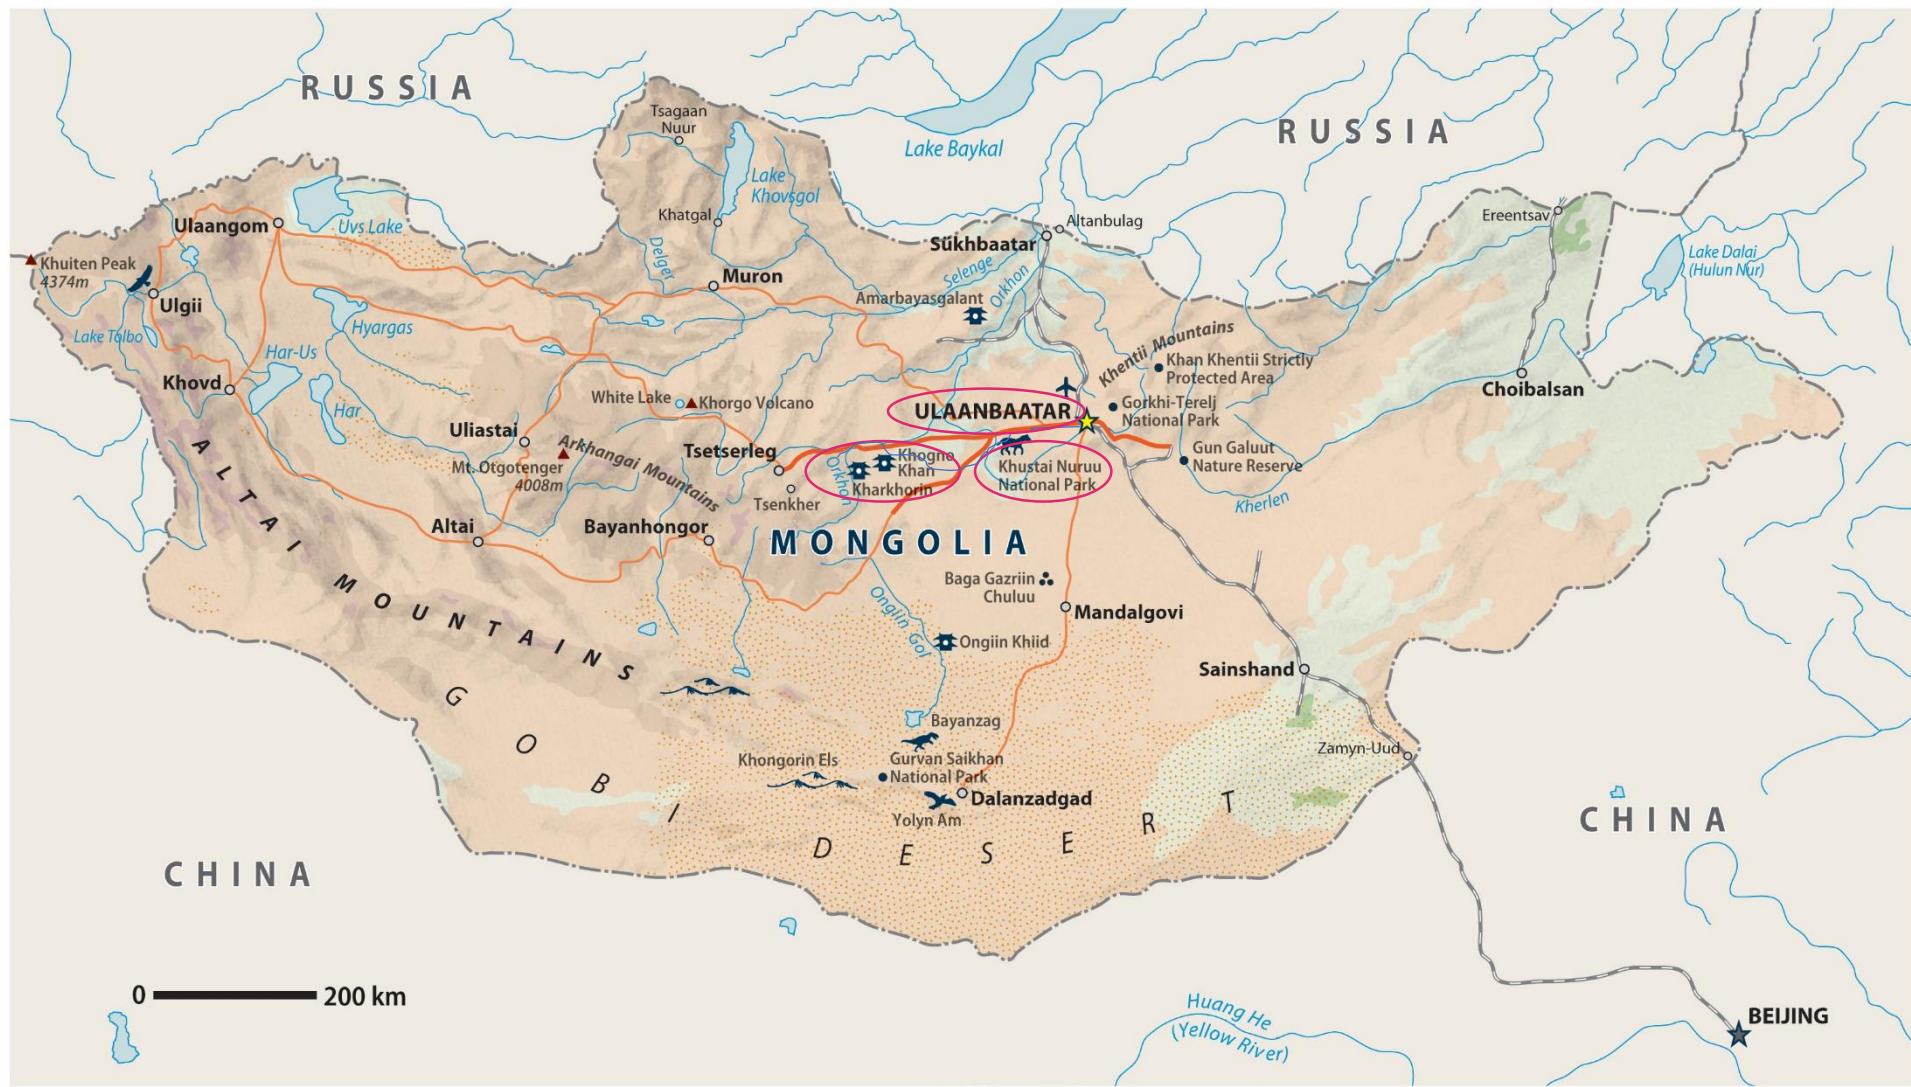 RUSSIA
RUSSIA
Tsagaan
Nuur
Lake Baykal
Lake
Khovsgol
Khatgal
Ulaangom
Uvs Lake
Delger
Altanbulag
Sükhbaatar
Ereentsav
Lake Dalai
(Hulun Nur)
Khuiten Peak
4374m
Ulgii
Muron
Selenge
Orkhon
Amarbayasgalant
Lake Tolbo
Hyargas
Har-Us
Khovd
Har
Khentii Mountains
Khan Khentii Strictly
Protected Area
Choibalsan
White Lake
Khorgo Volcano
ULAANBAATAR
Gorkhi-Terelj
National Park
Uliastai
Arkhangai Mountains
Mt. Otgotenger
4008m
Tsetserleg
Orkhon
Khogno
Khan
Kharkhorin
Khustai Nuruu
National Park
Gun Galuut
Nature Reserve
Kherlen
Tsenkher
Altai
Bayanhongor
MONGOLIA
ALTAI MOUNTAINS
Baga Gazriin
Chuluu
Mandalgovi
Ongiin Gol
Ongiin Khiid
Sainshand
Bayanzag
Zamyn-Uud
Khongorin Els
Gurvan Saikhan
National Park
Dalanzadgad
Yolyn Am
GOBI DESERT
CHINA
CHINA
0 200 km
Huang He
(Yellow River)
BEIJING